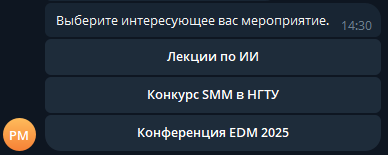 Выберите интересующее вас мероприятие.
14:30
Лекции по ИИ
Конкурс SMM в НГТУ
РМ
Конференция EDM 2025